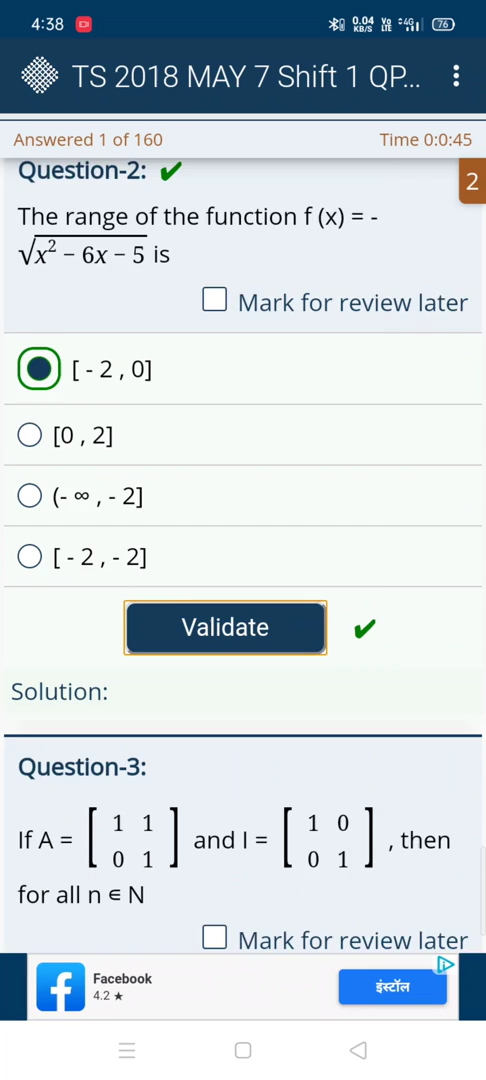 4:38 0.04 KB/S Vo LTE 4G 76
TS 2018 MAY 7 Shift 1 QP...
Answered 1 of 160 Time 0:0:45
Question-2: ✔ 2
The range of the function f (x) = -
√x² − 6x − 5 is
Mark for review later
[ - 2 , 0]
[0 , 2]
(- ∞ , - 2]
[ - 2 , - 2]
Validate ✔
Solution:
Question-3:
If A = [ 1 1 0 1 ] and I = [ 1 0 0 1 ] , then
for all n ∈ N
Mark for review later
Facebook
4.2 ★
इंस्टॉल